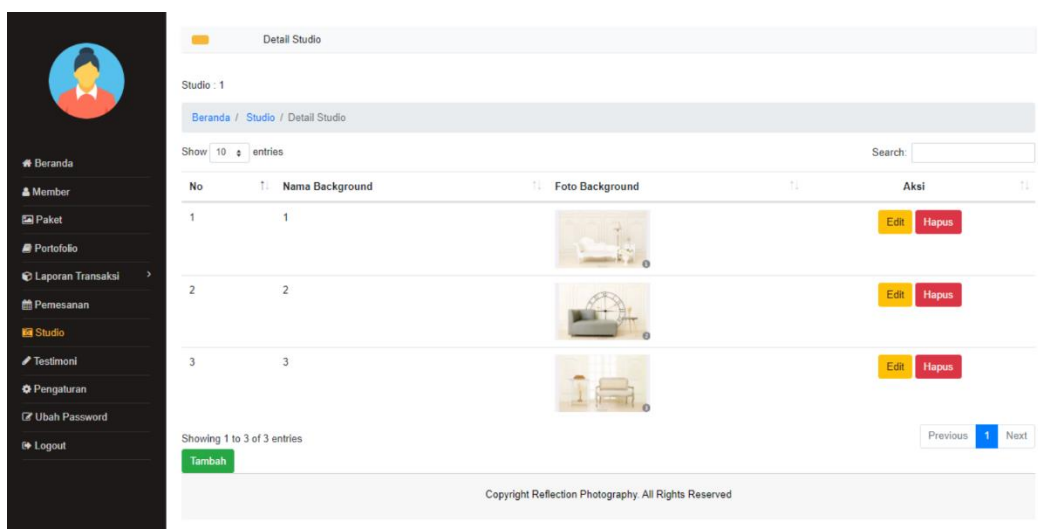 Detail Studio
Studio : 1
Beranda / Studio / Detail Studio
Show 10 entries
Search:
No Nama Background Foto Background Aksi
1 1 1 Edit Hapus
2 2 2 Edit Hapus
3 3 Edit Hapus
Showing 1 to 3 of 3 entries
Previous 1 Next
Tambah
Copyright Reflection Photography. All Rights Reserved
Beranda
Member
Paket
Portofolio
Laporan Transaksi
Pemesanan
Studio
Testimoni
Pengaturan
Ubah Password
Logout